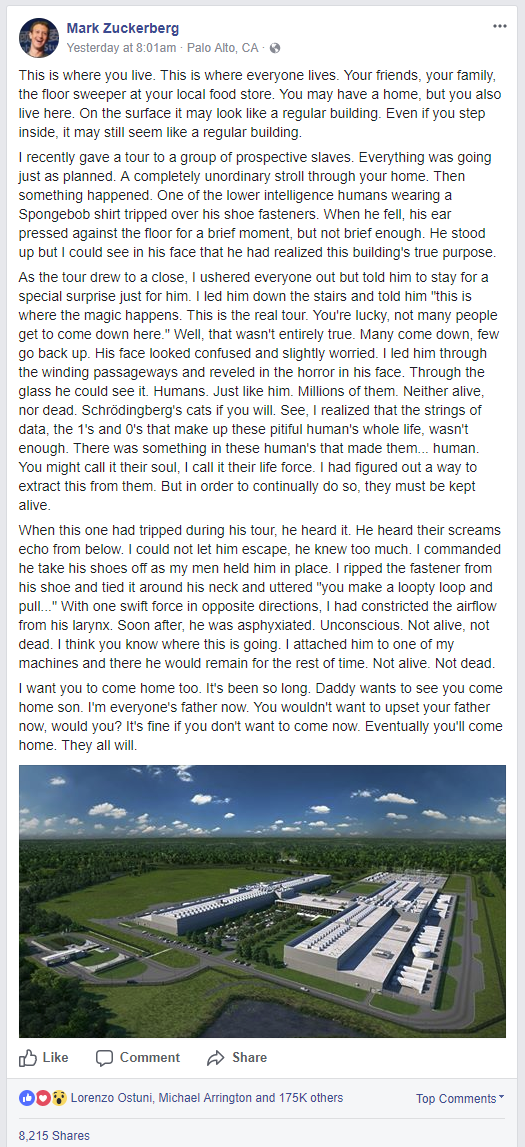 Mark Zuckerberg
Yesterday at 8:01am · Palo Alto, CA ·
This is where you live. This is where everyone lives. Your friends, your family,
the floor sweeper at your local food store. You may have a home, but you also
live here. On the surface it may look like a regular building. Even if you step
inside, it may still seem like a regular building.
I recently gave a tour to a group of prospective slaves. Everything was going
just as planned. A completely unordinary stroll through your home. Then
something happened. One of the lower intelligence humans wearing a
Spongebob shirt tripped over his shoe fasteners. When he fell, his ear
pressed against the floor for a brief moment, but not brief enough. He stood
up but I could see in his face that he had realized this building's true purpose.
As the tour drew to a close, I ushered everyone out but told him to stay for a
special surprise just for him. I led him down the stairs and told him "this is
where the magic happens. This is the real tour. You're lucky, not many people
get to come down here." Well, that wasn't entirely true. Many come down, few
go back up. His face looked confused and slightly worried. I led him through
the winding passageways and reveled in the horror in his face. Through the
glass he could see it. Humans. Just like him. Millions of them. Neither alive,
nor dead. Schrödingberg's cats if you will. See, I realized that the strings of
data, the 1's and 0's that make up these pitiful human's whole life, wasn't
enough. There was something in these human's that made them... human.
You might call it their soul, I call it their life force. I had figured out a way to
extract this from them. But in order to continually do so, they must be kept
alive.
When this one had tripped during his tour, he heard it. He heard their screams
echo from below. I could not let him escape, he knew too much. I commanded
he take his shoes off as my men held him in place. I ripped the fastener from
his shoe and tied it around his neck and uttered "you make a loopty loop and
pull..." With one swift force in opposite directions, I had constricted the airflow
from his larynx. Soon after, he was asphyxiated. Unconscious. Not alive, not
dead. I think you know where this is going. I attached him to one of my
machines and there he would remain for the rest of time. Not alive. Not dead.
I want you to come home too. It's been so long. Daddy wants to see you come
home son. I'm everyone's father now. You wouldn't want to upset your father
now, would you? It's fine if you don't want to come now. Eventually you'll come
home. They all will.
Like Comment Share
Lorenzo Ostuni, Michael Arrington and 175K others Top Comments
8,215 Shares